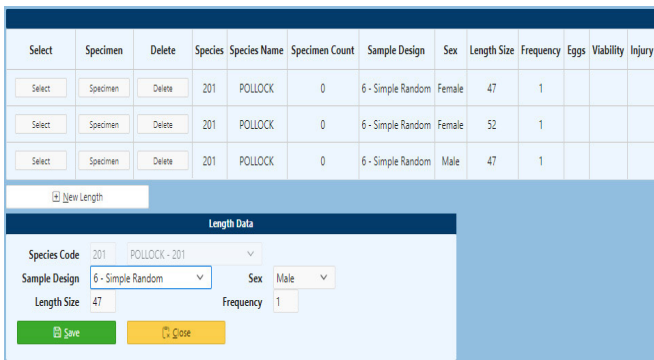 Select Specimen Delete Species Species Name Specimen Count Sample Design Sex Length Size Frequency Eggs Viability Injury
Select Specimen Delete 201 POLLOCK 0 6 - Simple Random Female 47 1
Select Specimen Delete 201 POLLOCK 0 6 - Simple Random Female 52 1
Select Specimen Delete 201 POLLOCK 0 6 - Simple Random Male 47 1
New Length
Length Data
Species Code 201 POLLOCK - 201
Sample Design 6 - Simple Random Sex Male
Length Size 47 Frequency 1
Save Close